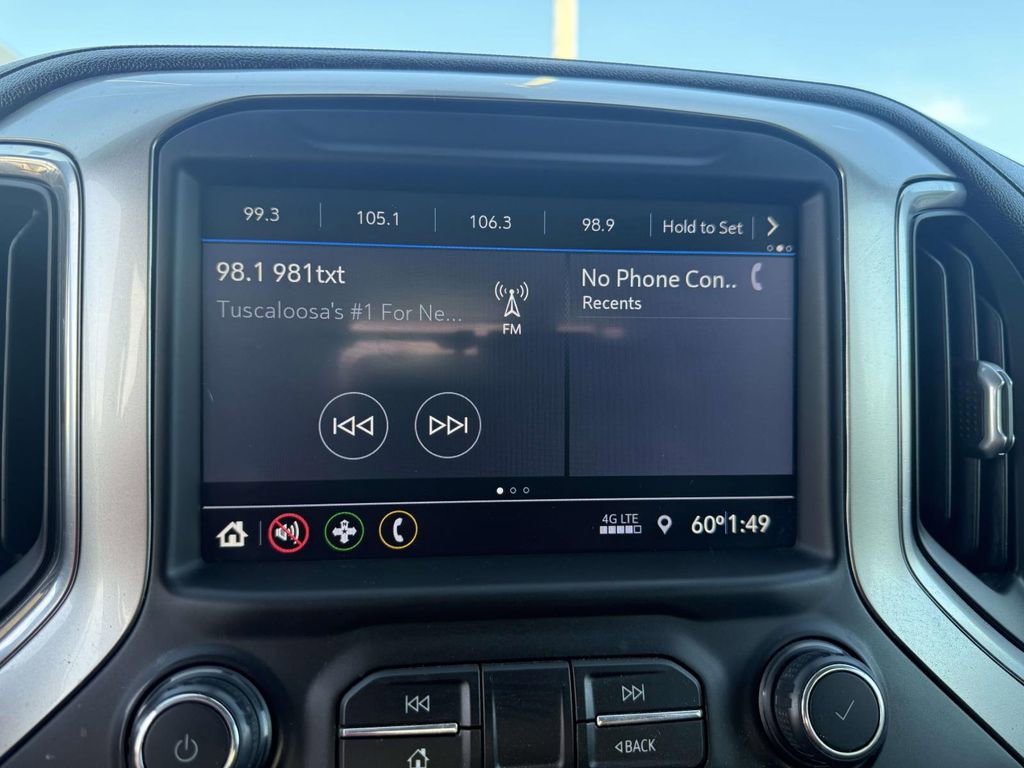 99.3 105.1 106.3 98.9 Hold to Set
98.1 981txt
Tuscaloosa's #1 For Ne...
FM
No Phone Con..
Recents
4G LTE
60° 1:49
BACK